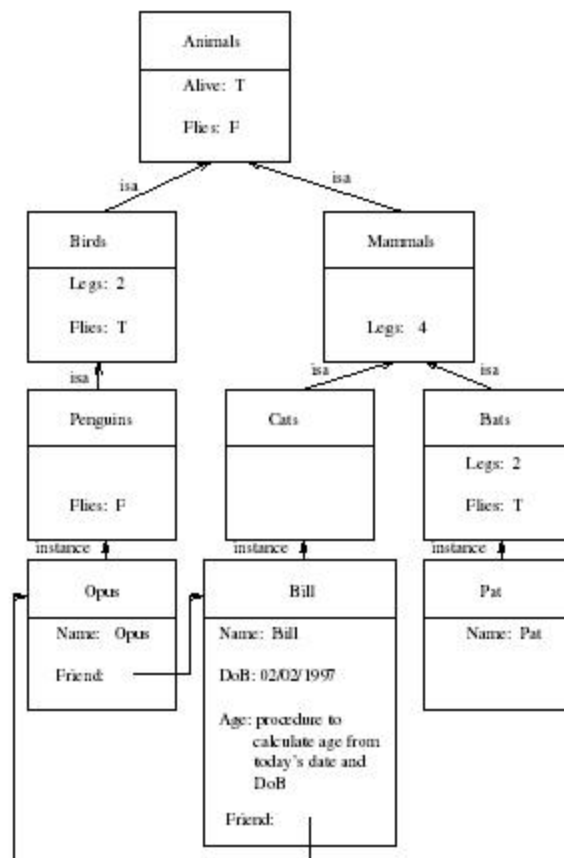 Animals
Alive: T
Flies: F
isa
isa
Birds
Legs: 2
Flies: T
Mammals
Legs: 4
isa
isa
isa
Penguins
Flies: F
Cats
Bats
Legs: 2
Flies: T
instance
instance
instance
Opus
Name: Opus
Friend:
Bill
Name: Bill
DoB: 02/02/1997
Age: procedure to
calculate age from
today's date and
DoB
Friend:
Pat
Name: Pat